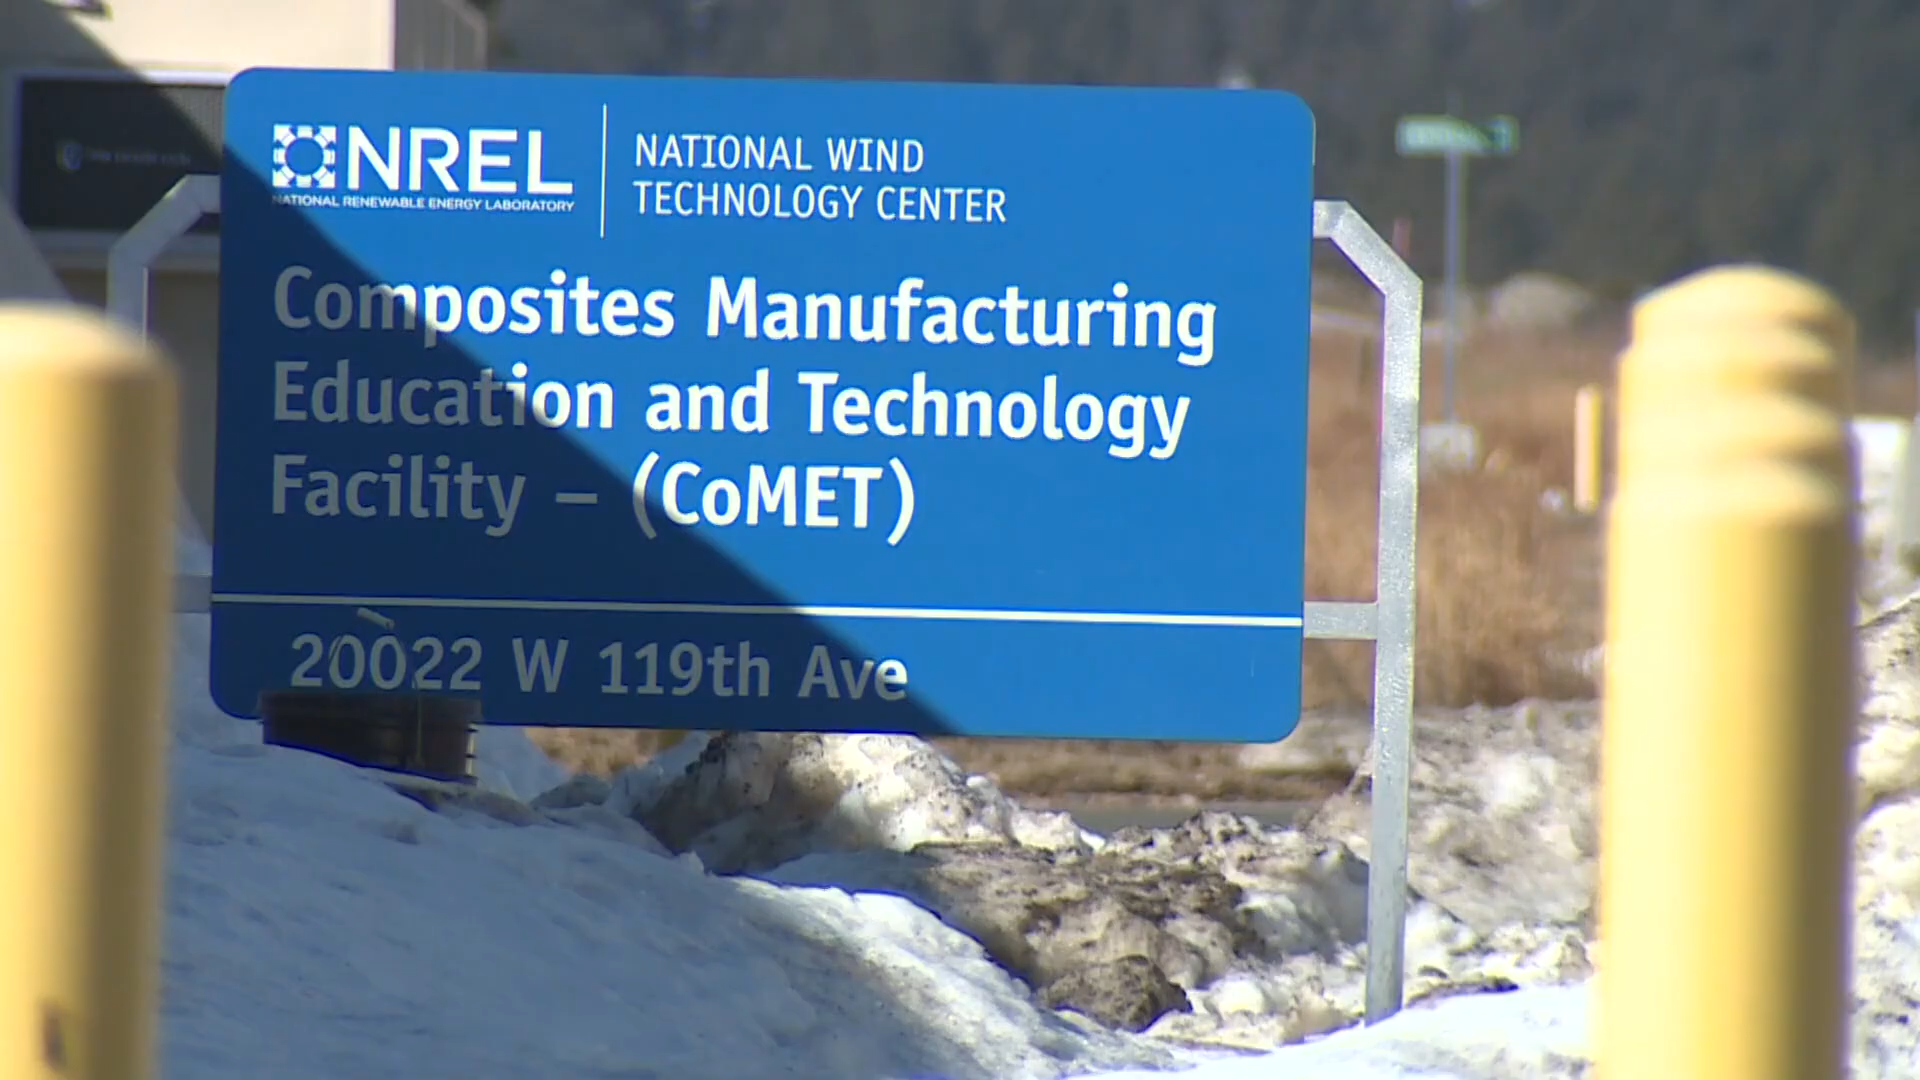 NREL
NATIONAL RENEWABLE ENERGY LABORATORY
NATIONAL WIND
TECHNOLOGY CENTER
Composites Manufacturing
Education and Technology
Facility – (CoMET)
20022 W 119th Ave